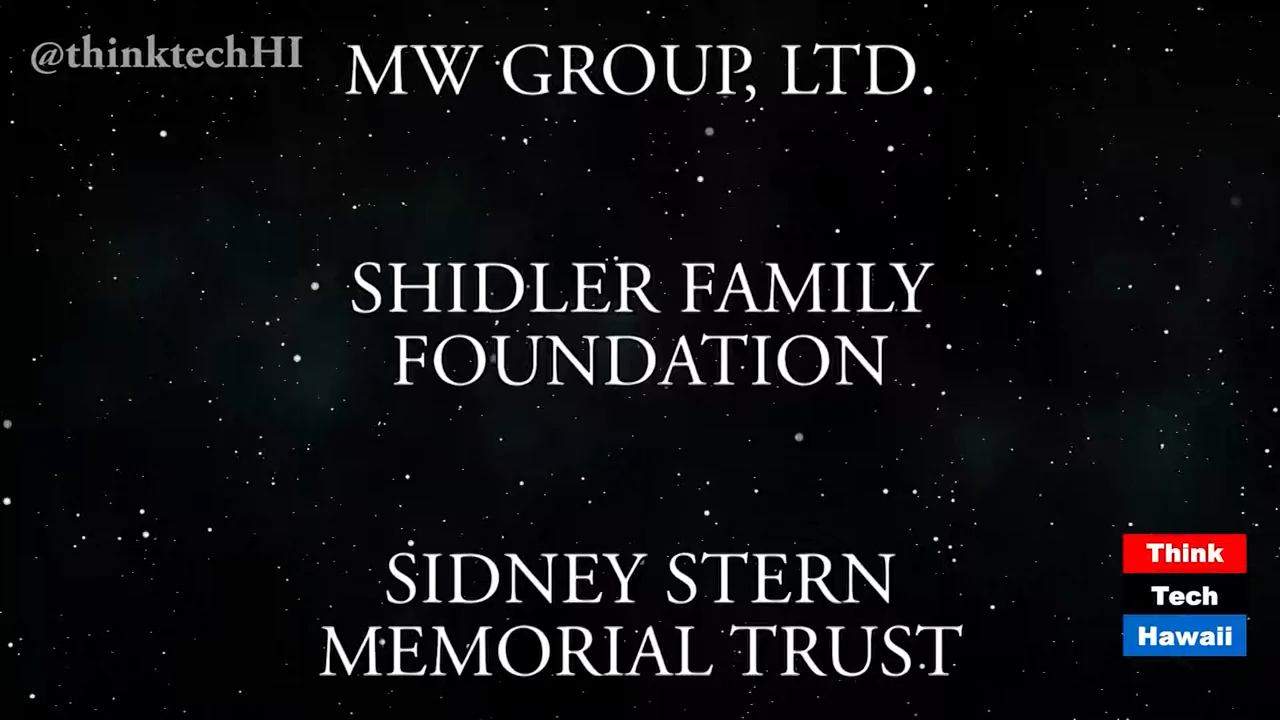 @thinktechHI
MW GROUP, LTD.
SHIDLER FAMILY
FOUNDATION
SIDNEY STERN
MEMORIAL TRUST
Think
Tech
Hawaii